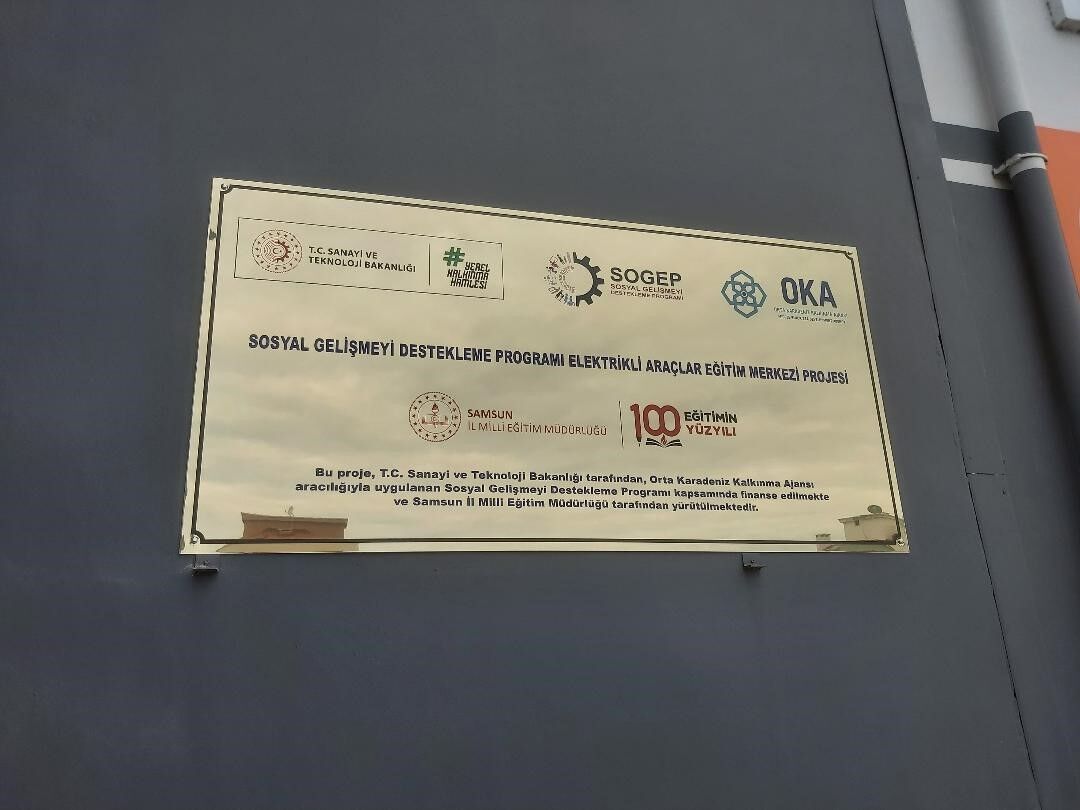 T.C. SANAYİ VE
TEKNOLOJİ BAKANLIĞI
#YEREL
KALKINMA
HAMLESİ
SOGEP
SOSYAL GELİŞMEYİ
DESTEKLEME PROGRAMI
OKA
SOSYAL GELİŞMEYİ DESTEKLEME PROGRAMI ELEKTRİKLİ ARAÇLAR EĞİTİM MERKEZİ PROJESİ
SAMSUN
İL MİLLİ EĞİTİM MÜDÜRLÜĞÜ
100 EĞİTİMİN
YÜZYILI
Bu proje, T.C. Sanayi ve Teknoloji Bakanlığı tarafından, Orta Karadeniz Kalkınma Ajansı
aracılığıyla uygulanan Sosyal Gelişmeyi Destekleme Programı kapsamında finanse edilmekte
ve Samsun İl Milli Eğitim Müdürlüğü tarafından yürütülmektedir.